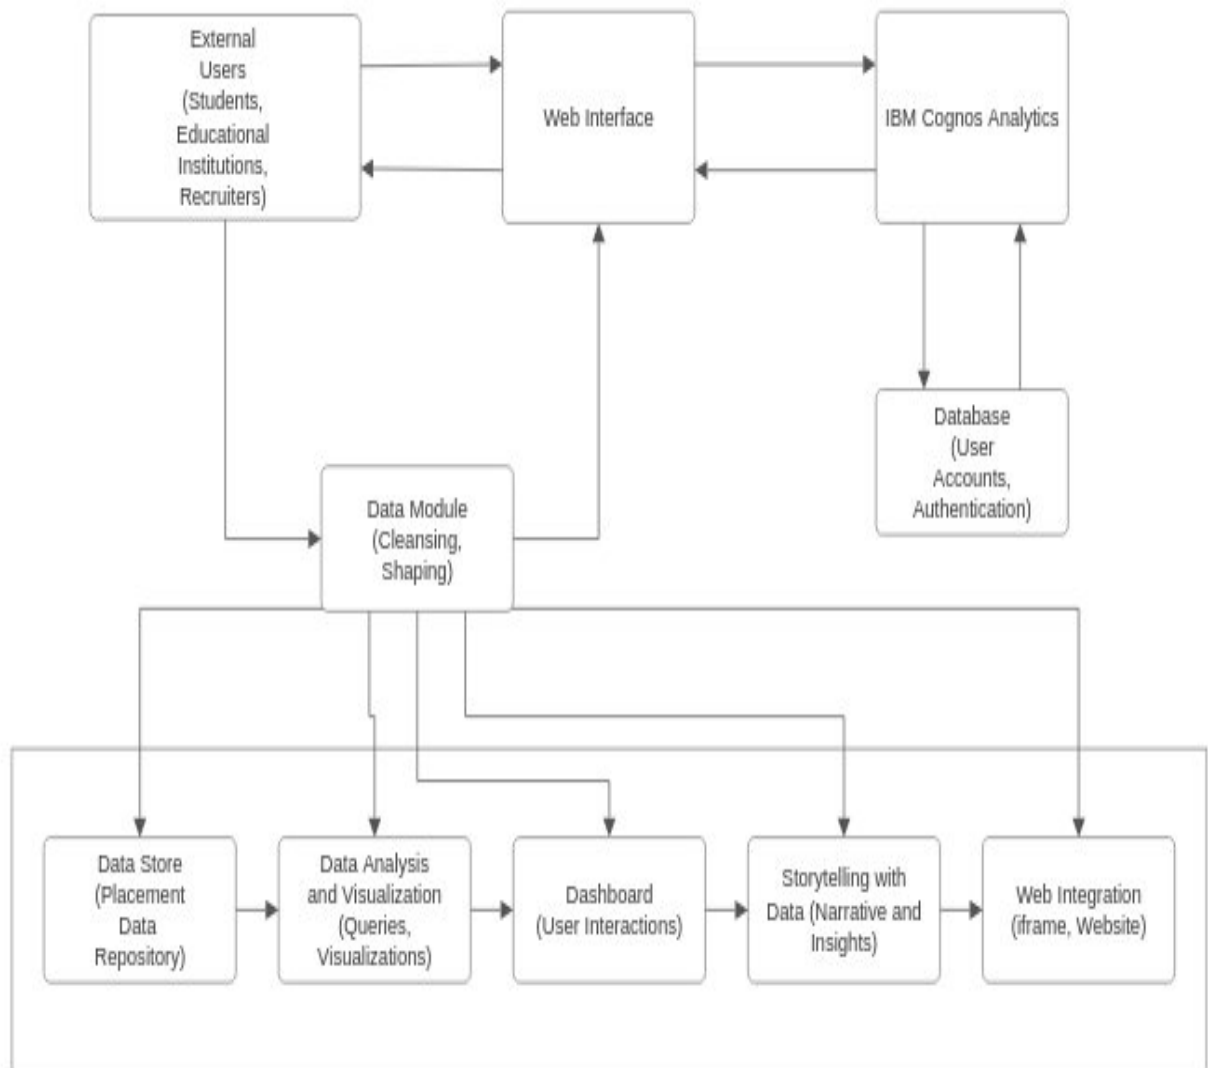 External
Users
(Students,
Educational
Institutions,
Recruiters)
Web Interface
IBM Cognos Analytics
Database
(User
Accounts,
Authentication)
Data Module
(Cleansing,
Shaping)
Data Store
(Placement
Data
Repository)
Data Analysis
and Visualization
(Queries,
Visualizations)
Dashboard
(User Interactions)
Storytelling with
Data (Narrative and
Insights)
Web Integration
(iframe, Website)